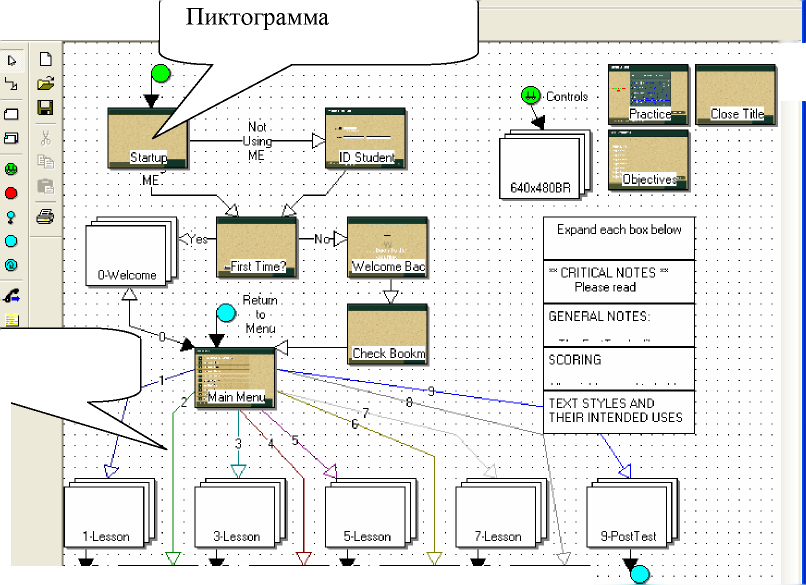 Пиктограмма
Controls
Practice
Close Title
Startup
Not
Using
ME
ID Student
640x480BR
Objectives
ME
0-Welcome
Yes
First Time?
No
Welcome Bac
Expand each box below
** CRITICAL NOTES **
Please read
GENERAL NOTES:
SCORING
TEXT STYLES AND
THEIR INTENDED USES
Return
to
Menu
Check Bookm
0
Main Menu
1
2
3
4
5
6
7
8
9
1-Lesson
3-Lesson
5-Lesson
7-Lesson
9-PostTest